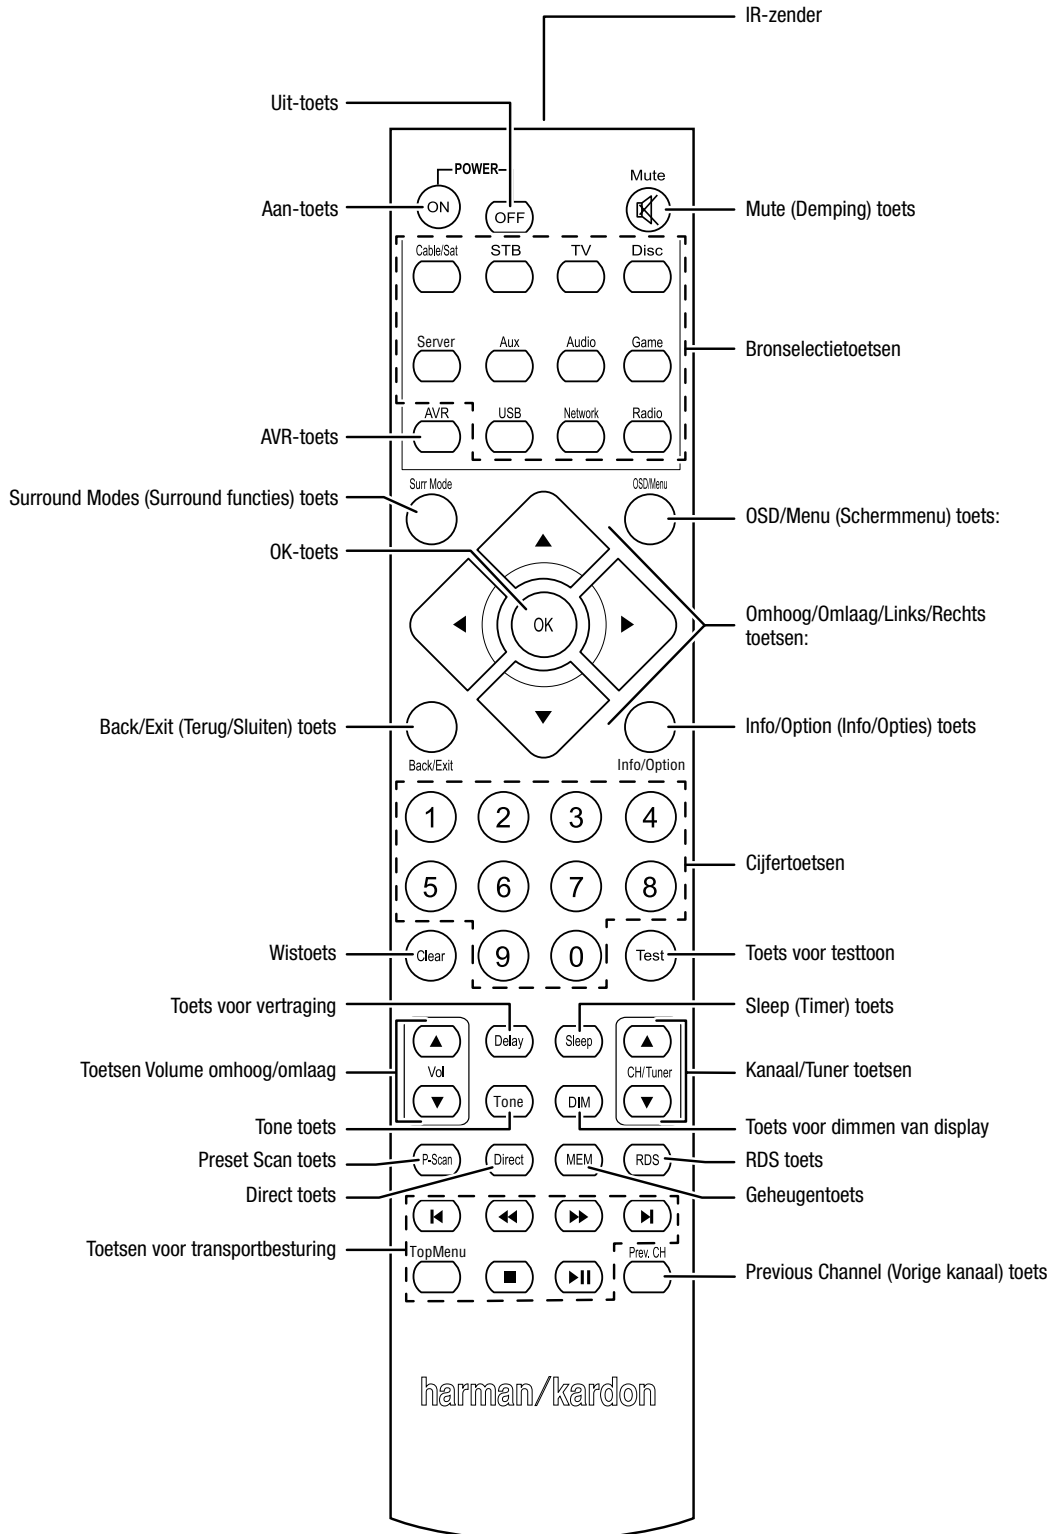 IR-zender
Uit-toets
POWER
Mute
Aan-toets
ON
OFF
Mute (Demping) toets
Cable/Sat
STB
TV
Disc
Server
Aux
Audio
Game
Bronselectietoetsen
AVR
USB
Network
Radio
AVR-toets
Surr Mode
OSD/Menu
Surround Modes (Surround functies) toets
OSD/Menu (Schermmenu) toets:
OK-toets
OK
Omhoog/Omlaag/Links/Rechts
toetsen:
Back/Exit (Terug/Sluiten) toets
Info/Option (Info/Opties) toets
Back/Exit
Info/Option
1
2
3
4
Cijfertoetsen
5
6
7
8
Wistoets
Clear
9
0
Test
Toets voor testtoon
Toets voor vertraging
Sleep (Timer) toets
Delay
Sleep
Toetsen Volume omhoog/omlaag
Vol
CH/Tuner
Kanaal/Tuner toetsen
Tone
DIM
Tone toets
Toets voor dimmen van display
Preset Scan toets
P-Scan
Direct
MEM
RDS
RDS toets
Direct toets
Geheugentoets
Toetsen voor transportbesturing
TopMenu
Prev. CH
Previous Channel (Vorige kanaal) toets
harman/kardon